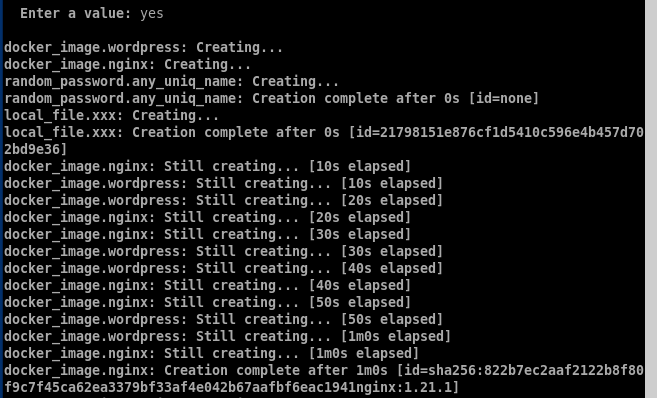 Enter a value: yes
docker_image.wordpress: Creating...
docker_image.nginx: Creating...
random_password.any_uniq_name: Creating...
random_password.any_uniq_name: Creation complete after 0s [id=none]
local_file.xxx: Creating...
local_file.xxx: Creation complete after 0s [id=21798151e876cf1d5410c596e4b457d70
2bd9e36]
docker_image.nginx: Still creating... [10s elapsed]
docker_image.wordpress: Still creating... [10s elapsed]
docker_image.wordpress: Still creating... [20s elapsed]
docker_image.nginx: Still creating... [20s elapsed]
docker_image.nginx: Still creating... [30s elapsed]
docker_image.wordpress: Still creating... [30s elapsed]
docker_image.wordpress: Still creating... [40s elapsed]
docker_image.nginx: Still creating... [40s elapsed]
docker_image.nginx: Still creating... [50s elapsed]
docker_image.wordpress: Still creating... [50s elapsed]
docker_image.wordpress: Still creating... [1m0s elapsed]
docker_image.nginx: Still creating... [1m0s elapsed]
docker_image.nginx: Creation complete after 1m0s [id=sha256:822b7ec2aaf2122b8f80
f9c7f45ca62ea3379bf33af4e042b67aafbf6eac1941nginx:1.21.1]